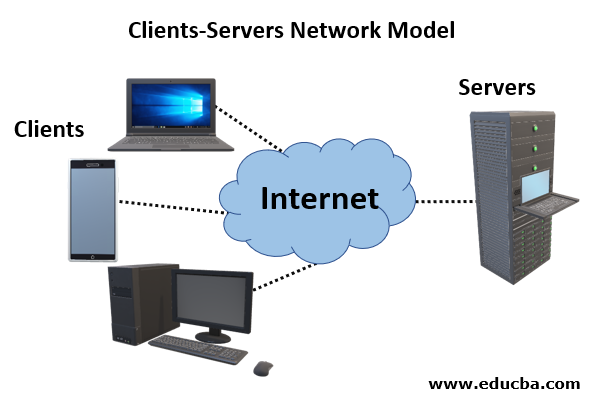 Clients-Servers Network Model
Servers
Clients
Internet
www.educba.com